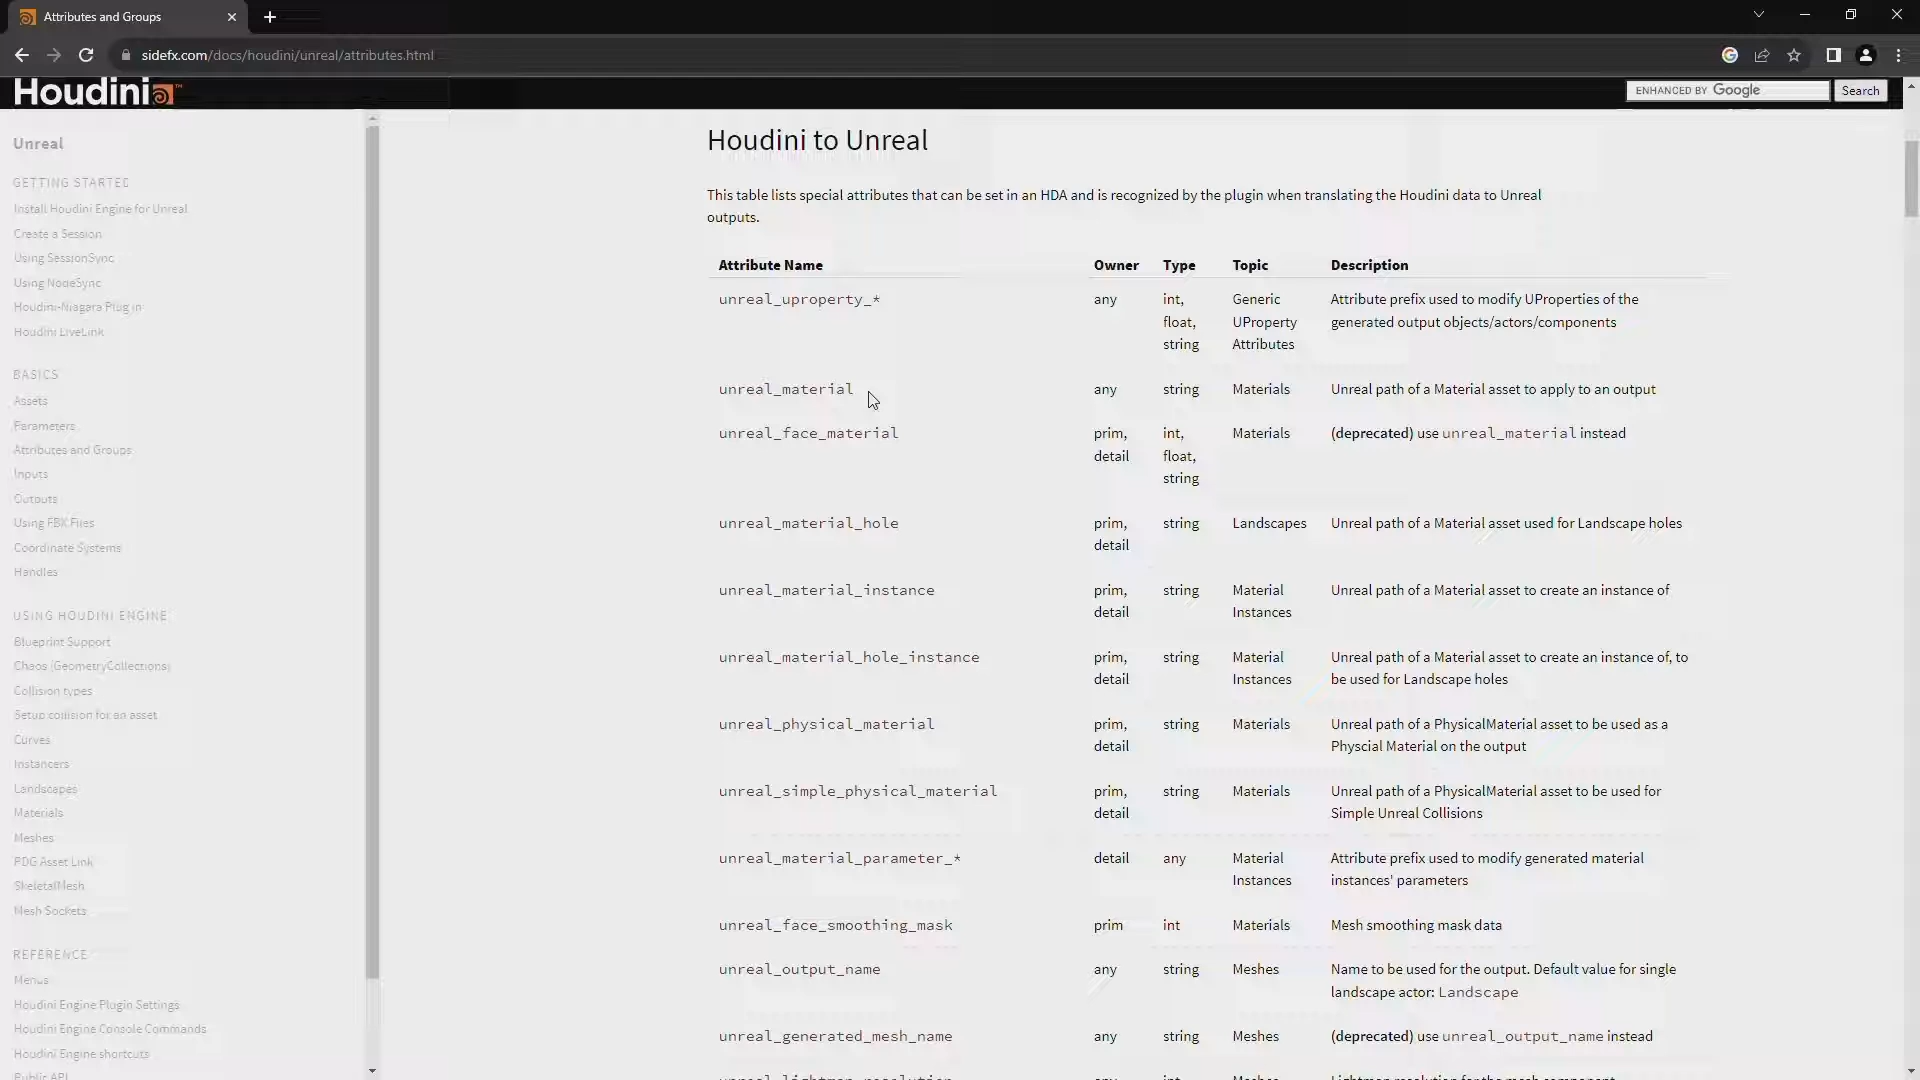 Attributes and Groups
sidefx.com/docs/houdini/unreal/attributes.html
Houdini
ENHANCED BY Google
Search
Unreal
GETTING STARTED
Install Houdini Engine for Unreal
Create a Session
Using SessionSync
Using NodeSync
Houdini-Niagara Plug in
Houdini LiveLink
BASICS
Assets
Parameters
Attributes and Groups
Inputs
Outputs
Using FBX Files
Coordinate Systems
Handles
USING HOUDINI ENGINE
Blueprint Support
Chaos (GeometryCollections)
Collision types
Setup collision for an asset
Curves
Instancers
Landscapes
Materials
Meshes
PDG Asset Link
SkeletalMesh
Mesh Sockets
REFERENCE
Menus
Houdini Engine Plugin Settings
Houdini Engine Console Commands
Houdini Engine shortcuts
Public API
Houdini to Unreal
This table lists special attributes that can be set in an HDA and is recognized by the plugin when translating the Houdini data to Unreal
outputs.
Attribute Name Owner Type Topic Description
unreal_uproperty_* any int, Generic Attribute prefix used to modify UProperties of the
float, UProperty generated output objects/actors/components
string Attributes
unreal_material any string Materials Unreal path of a Material asset to apply to an output
unreal_face_material prim, int, Materials (deprecated) use unreal_material instead
detail float,
string
unreal_material_hole prim, string Landscapes Unreal path of a Material asset used for Landscape holes
detail
unreal_material_instance prim, string Material Unreal path of a Material asset to create an instance of
detail Instances
unreal_material_hole_instance prim, string Material Unreal path of a Material asset to create an instance of, to
detail Instances be used for Landscape holes
unreal_physical_material prim, string Materials Unreal path of a PhysicalMaterial asset to be used as a
detail Physcial Material on the output
unreal_simple_physical_material prim, string Materials Unreal path of a PhysicalMaterial asset to be used for
detail Simple Unreal Collisions
unreal_material_parameter_* detail any Material Attribute prefix used to modify generated material
Instances instances' parameters
unreal_face_smoothing_mask prim int Materials Mesh smoothing mask data
unreal_output_name any string Meshes Name to be used for the output. Default value for single
landscape actor: Landscape
unreal_generated_mesh_name any string Meshes (deprecated) use unreal_output_name instead